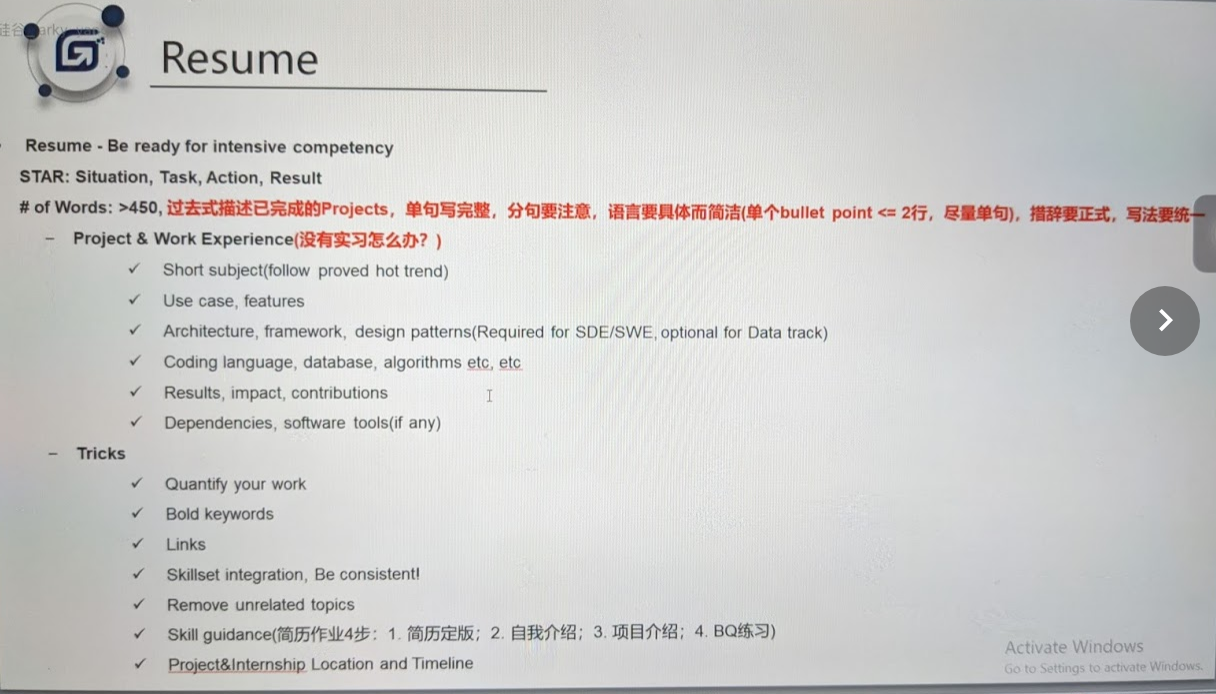 Resume
Resume - Be ready for intensive competency
STAR: Situation, Task, Action, Result
# of Words: >450, 过去式描述已完成的Projects，单句写完整，分句要注意，语言要具体而简洁(单个bullet point <= 2行，尽量单句)，措辞要正式，写法要统一
– Project & Work Experience(没有实习怎么办？)
✓ Short subject(follow proved hot trend)
✓ Use case, features
✓ Architecture, framework, design patterns(Required for SDE/SWE, optional for Data track)
✓ Coding language, database, algorithms etc, etc
✓ Results, impact, contributions
✓ Dependencies, software tools(if any)
– Tricks
✓ Quantify your work
✓ Bold keywords
✓ Links
✓ Skillset integration, Be consistent!
✓ Remove unrelated topics
✓ Skill guidance(简历作业4步：1. 简历定版；2. 自我介绍；3. 项目介绍；4. BQ练习)
✓ Project&Internship Location and Timeline
Activate Windows
Go to Settings to activate Windows.